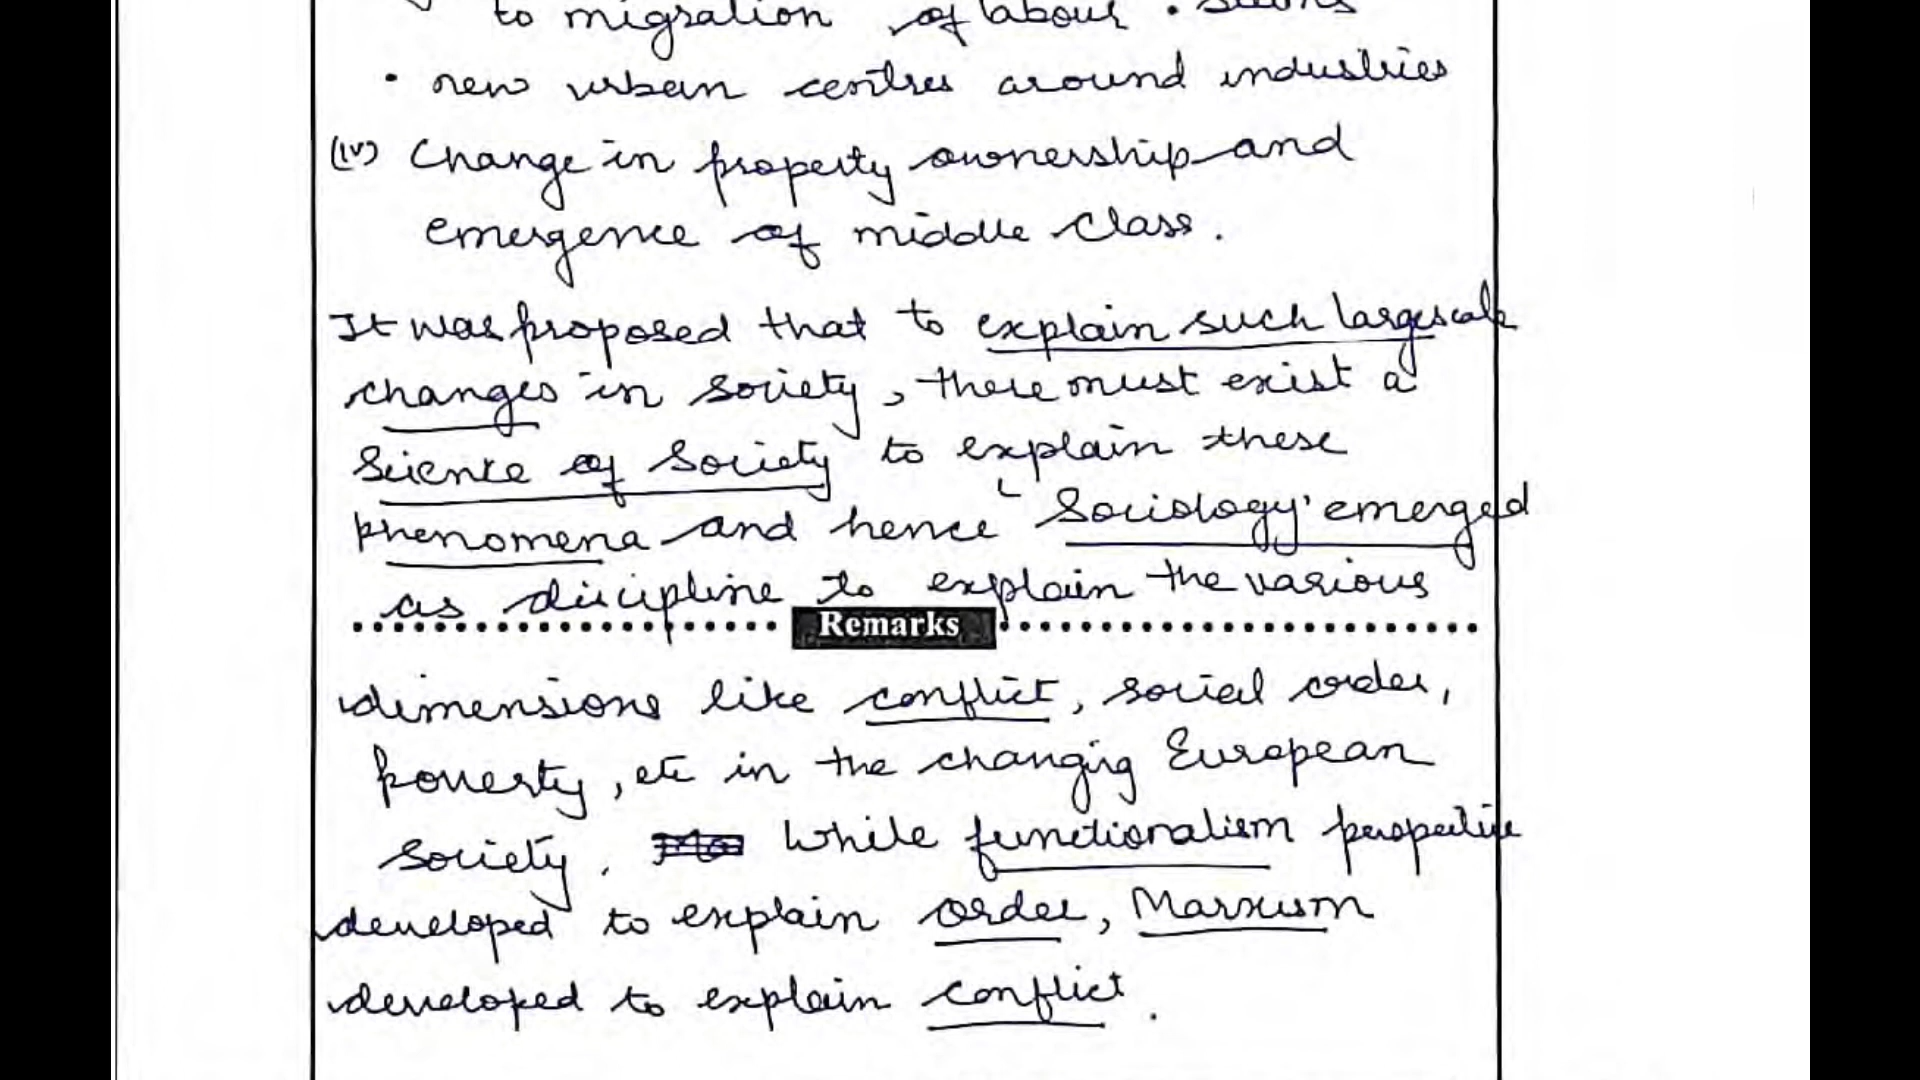 to migration of labour.
• new urban centres around industries
(iv) Change in property ownership and
emergence of middle class.
It was proposed that to explain such largescale
changes in society, there must exist a
science of society to explain these
phenomena and hence 'Sociology' emerged
as discipline to explain the various
Remarks
dimensions like conflict, social order,
poverty, etc in the changing European
society. While functionalism perspective
developed to explain order, Marxism
developed to explain conflict.